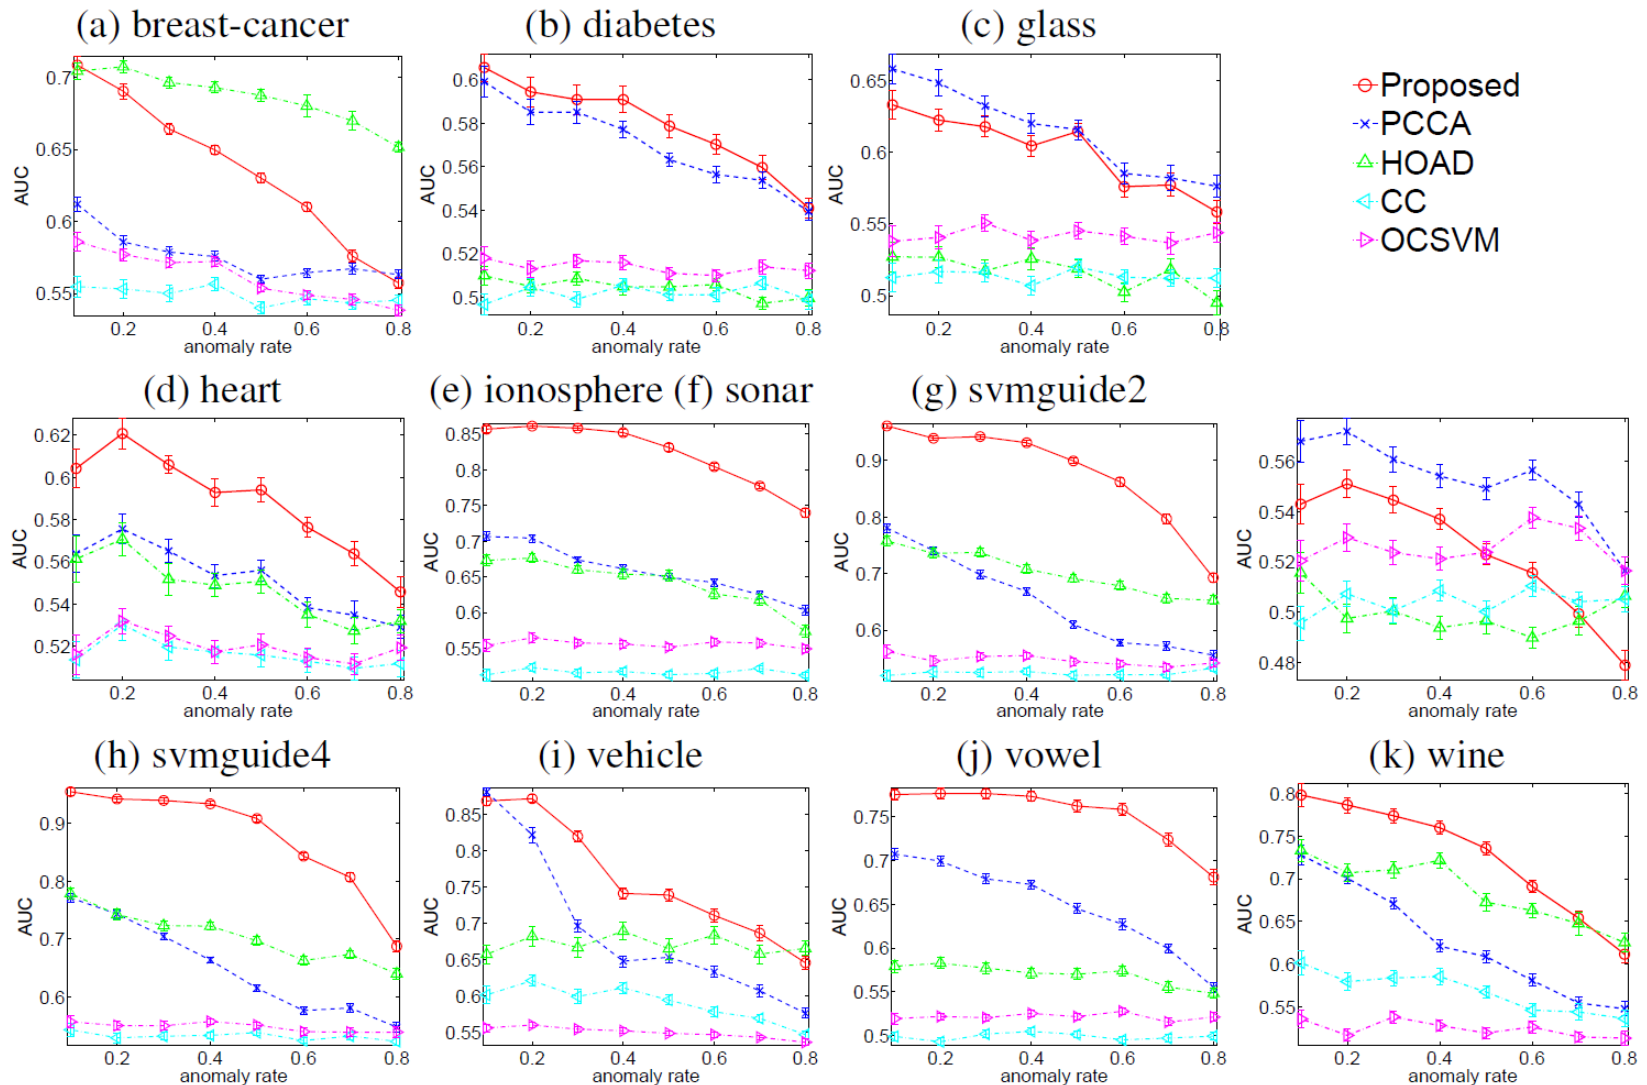 (a) breast-cancer
(b) diabetes
(c) glass
0.7
0.65
0.6
0.55
AUC
0.2 0.4 0.6 0.8
anomaly rate
0.6
0.58
0.56
0.54
0.52
0.5
AUC
0.2 0.4 0.6 0.8
anomaly rate
0.65
0.6
0.55
0.5
AUC
0.2 0.4 0.6 0.8
anomaly rate
Proposed
PCCA
HOAD
CC
OCSVM
(d) heart
(e) ionosphere (f) sonar
(g) svmguide2
0.62
0.6
0.58
0.56
0.54
0.52
AUC
0.2 0.4 0.6 0.8
anomaly rate
0.85
0.8
0.7
0.65
0.6
0.55
AUC
0.2 0.4 0.6 0.8
anomaly rate
0.9
0.8
0.7
0.6
AUC
0.2 0.4 0.6 0.8
anomaly rate
0.56
0.54
0.52
0.5
0.48
AUC
0.2 0.4 0.6 0.8
anomaly rate
(h) svmguide4
(i) vehicle
(j) vowel
(k) wine
0.9
0.8
0.7
0.6
AUC
0.2 0.4 0.6 0.8
anomaly rate
0.85
0.8
0.75
0.7
0.65
0.6
0.55
AUC
0.2 0.4 0.6 0.8
anomaly rate
0.75
0.7
0.65
0.6
0.55
0.5
AUC
0.2 0.4 0.6 0.8
anomaly rate
0.8
0.75
0.7
0.65
0.6
0.55
AUC
0.2 0.4 0.6 0.8
anomaly rate